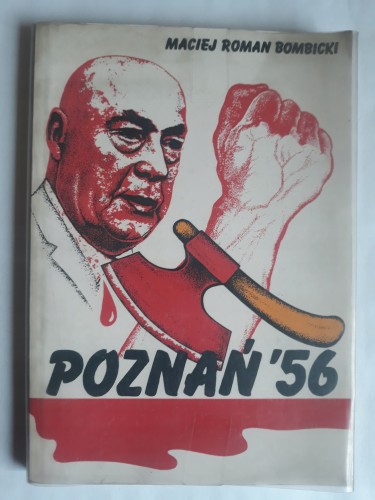 MACIEJ ROMAN BOMBICKI
POZNAŃ '56